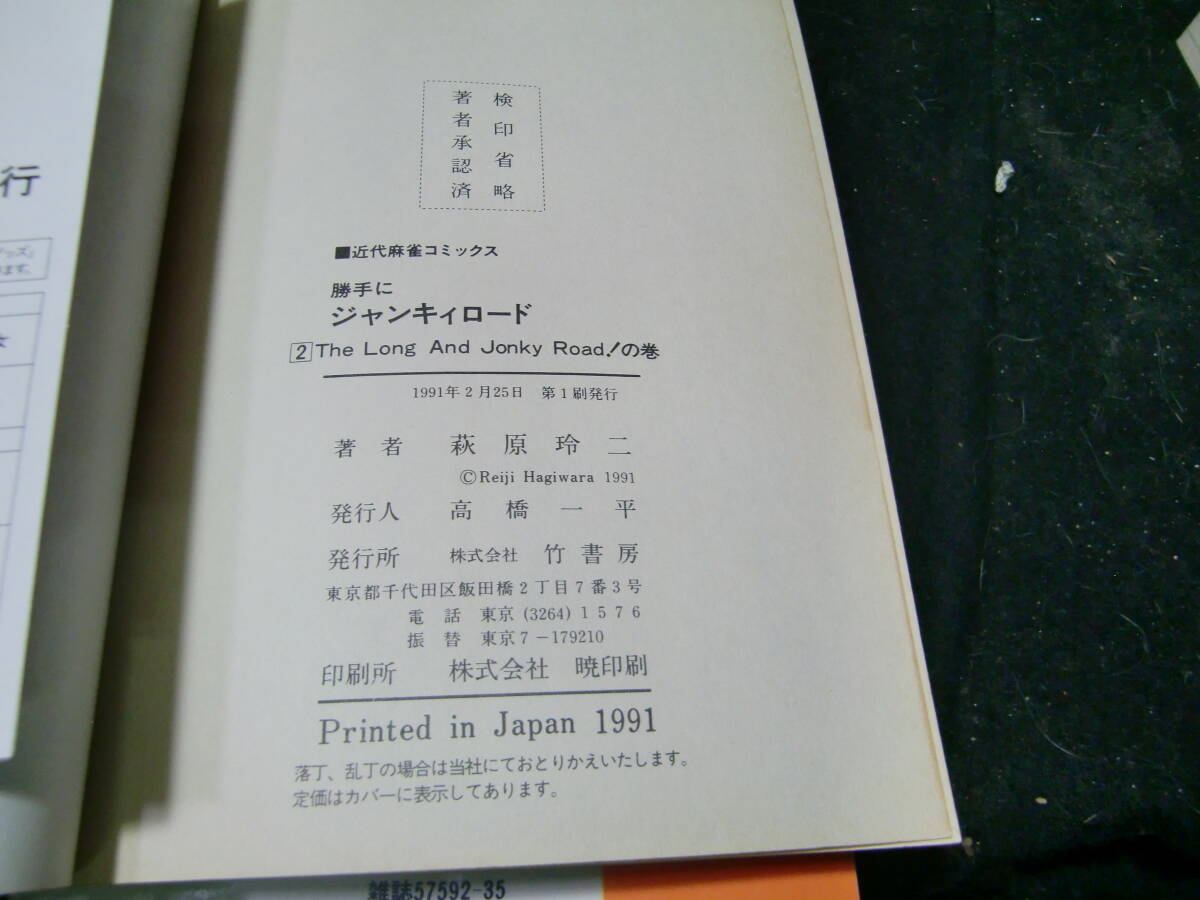 検印省略
著者承認済
■近代麻雀コミックス
勝手に
ジャンキィロード
2 The Long And Jonky Road!の巻
1991年2月25日 第1刷発行
著者 萩原玲二
©Reiji Hagiwara 1991
発行人 高橋一平
発行所 株式会社 竹書房
東京都千代田区飯田橋2丁目7番3号
電話 東京(3264)1576
振替 東京7-179210
印刷所 株式会社 暁印刷
Printed in Japan 1991
落丁、乱丁の場合は当社にておとりかえいたします。
定価はカバーに表示してあります。
行
ます。
雑誌57592-35